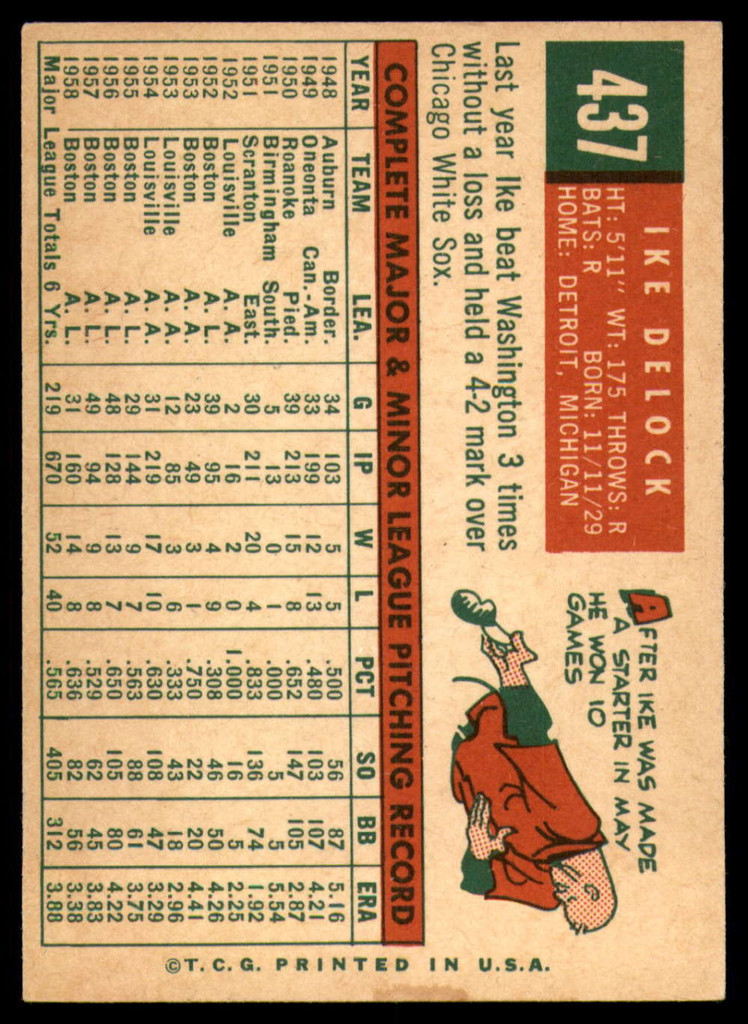 437
IKE DELOCK
HT: 5'11" WT: 175 THROWS: R
BATS: R BORN: 11/11/29
HOME: DETROIT, MICHIGAN
Last year Ike beat Washington 3 times
without a loss and held a 4-2 mark over
Chicago White Sox.
AFTER IKE WAS MADE
A STARTER IN MAY
HE WON 10
GAMES
COMPLETE MAJOR & MINOR LEAGUE PITCHING RECORD
YEAR TEAM LEA. G IP W L PCT SO BB ERA
1948 Auburn Border. 34 103 5 5 .500 56 87 5.16
1949 Oneonta Can.-Am. 33 199 12 13 .480 103 107 4.21
1950 Roanoke Pied. 39 213 15 8 .652 147 105 2.87
1951 Birmingham South. 5 13 0 1 .000 5 5 5.54
1951 Scranton East. 30 211 20 4 .833 136 74 1.92
1952 Louisville A. A. 2 16 2 0 1.000 16 5 2.25
1952 Boston A. L. 39 95 4 9 .308 46 50 4.26
1953 Boston A. L. 23 49 3 1 .750 22 20 4.41
1953 Louisville A. A. 12 85 3 6 .333 43 18 2.96
1954 Louisville A. A. 31 219 17 10 .630 108 47 3.29
1955 Boston A. L. 29 144 9 7 .563 88 61 3.75
1956 Boston A. L. 48 128 13 7 .650 105 80 4.22
1957 Boston A. L. 49 94 9 8 .529 62 45 3.83
1958 Boston A. L. 31 160 14 8 .636 82 56 3.38
Major League Totals 6 Yrs. 219 670 52 40 .565 405 312 3.88
©T.C.G. PRINTED IN U.S.A.